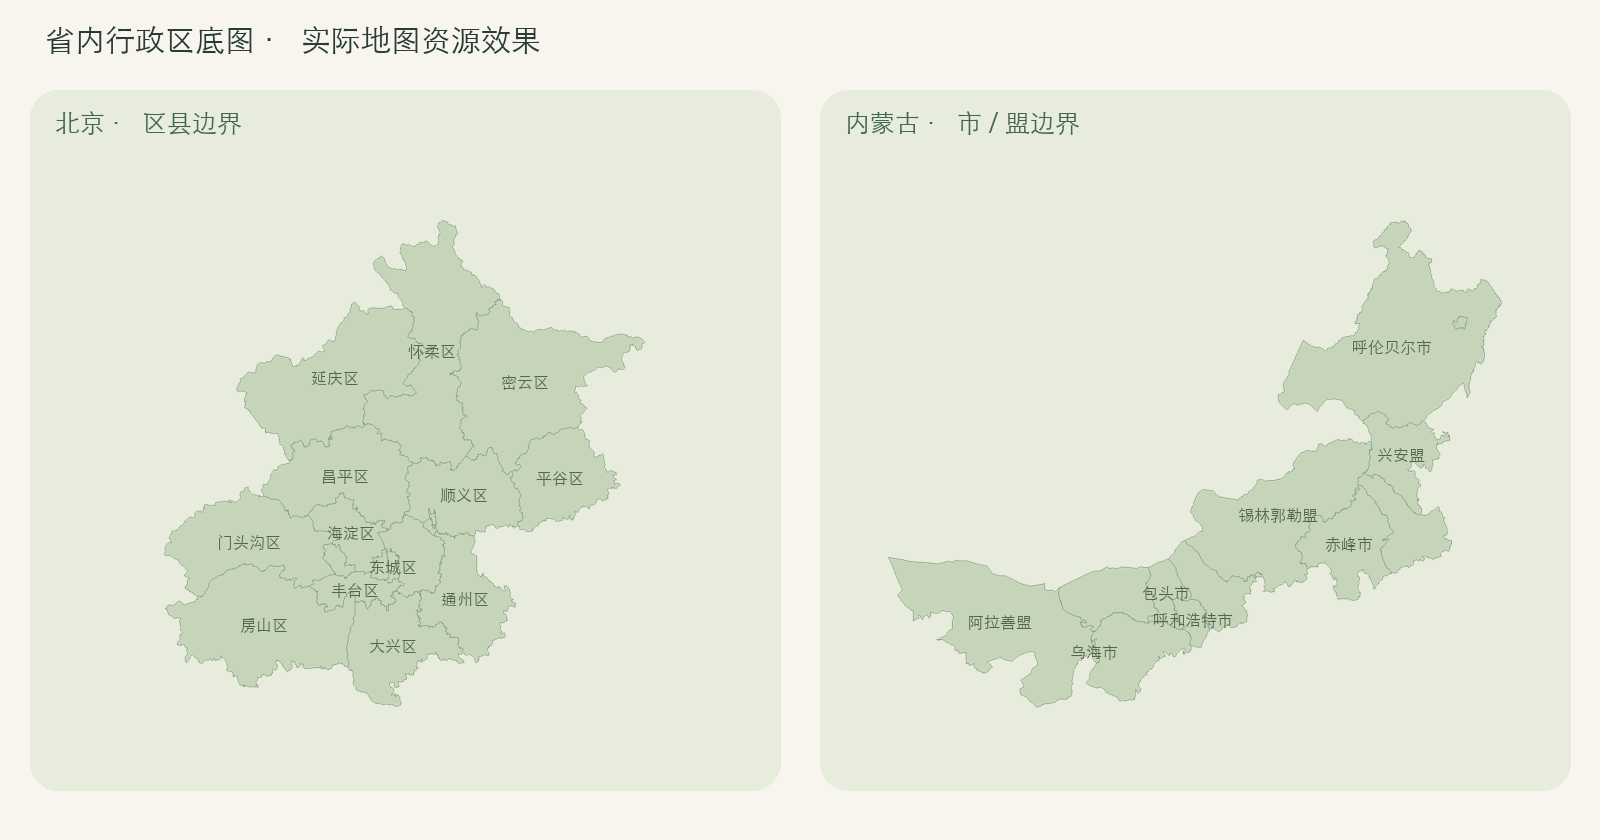 省内行政区底图 · 实际地图资源效果
北京 · 区县边界
怀柔区
延庆区
密云区
昌平区
平谷区
顺义区
海淀区
门头沟区
东城区
丰台区
通州区
房山区
大兴区
内蒙古 · 市 / 盟边界
呼伦贝尔市
兴安盟
锡林郭勒盟
赤峰市
包头市
呼和浩特市
阿拉善盟
乌海市